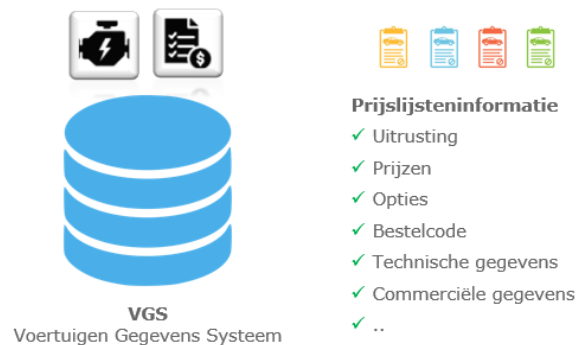 VGS
Voertuigen Gegevens Systeem
Prijslijsteninformatie
✓ Uitrusting
✓ Prijzen
✓ Opties
✓ Bestelcode
✓ Technische gegevens
✓ Commerciële gegevens
✓ ..